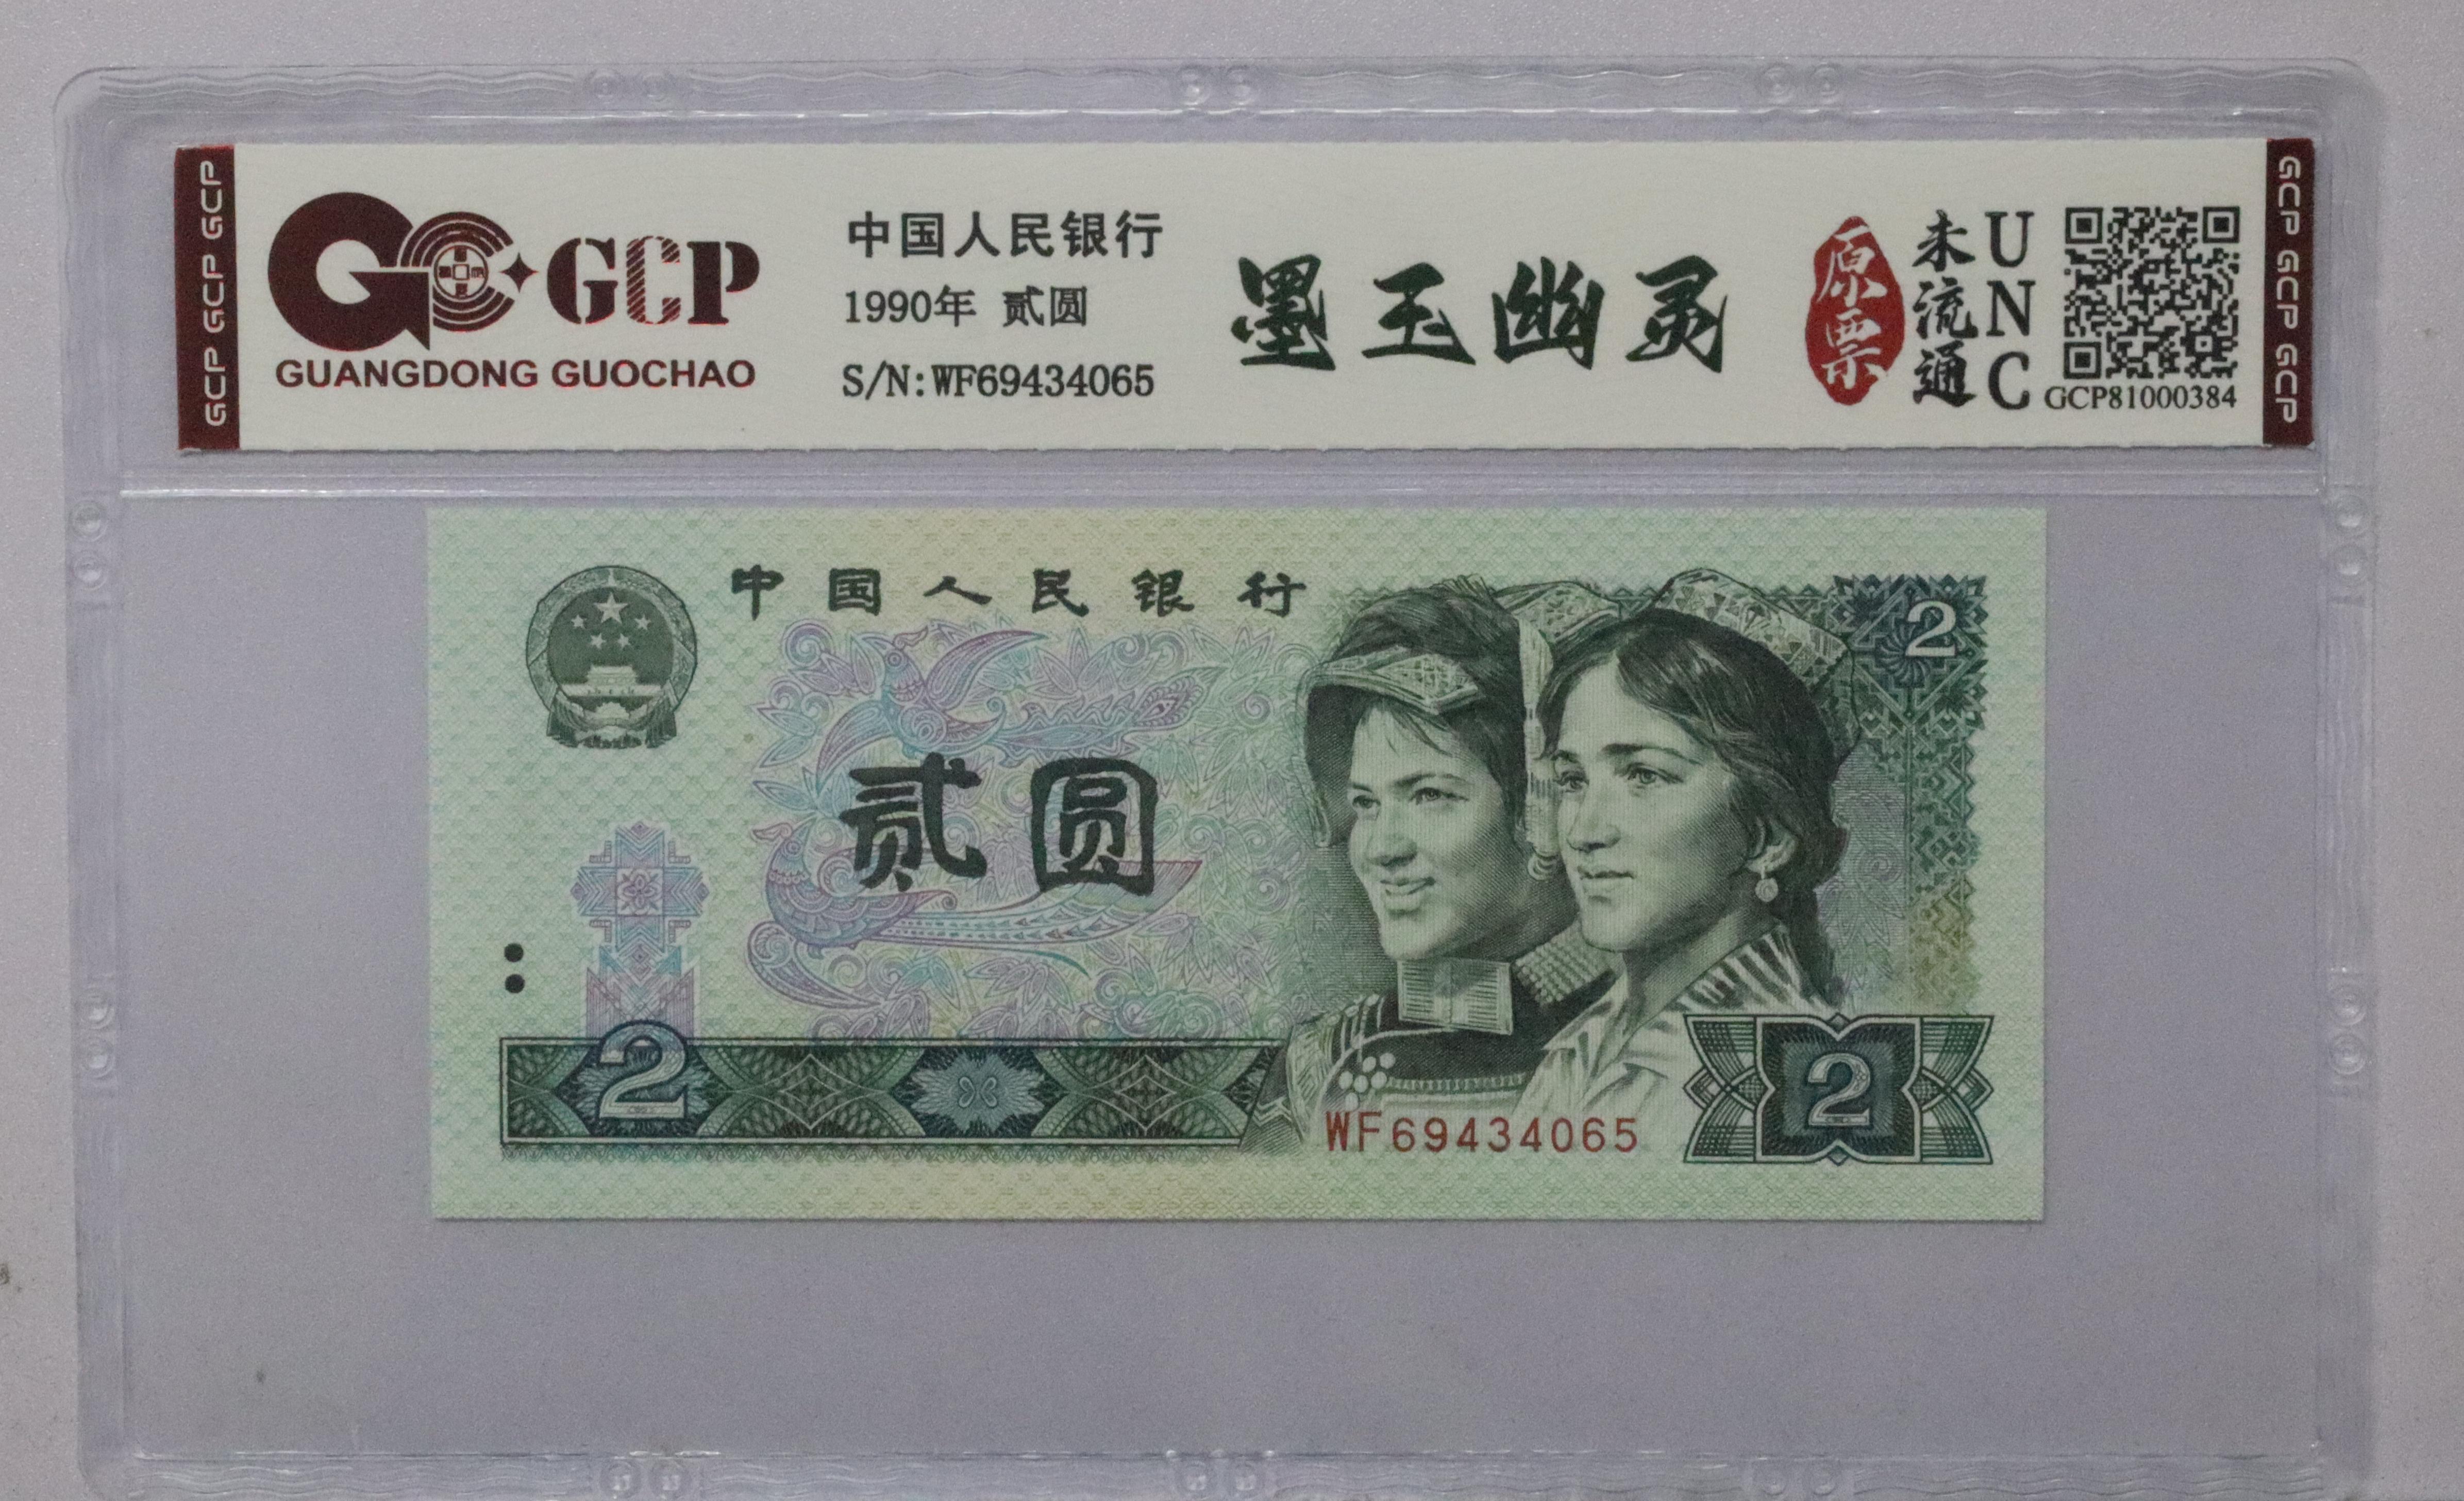 GCP GCP GCP
GCP
GUANGDONG GUOCHAO
中国人民银行
1990年 贰圆
S/N:WF69434065
墨玉幽灵
原票
未流通
UNC
GCP81000384
GCP GCP GCP
中国人民银行
2
贰圆
2
WF69434065
2